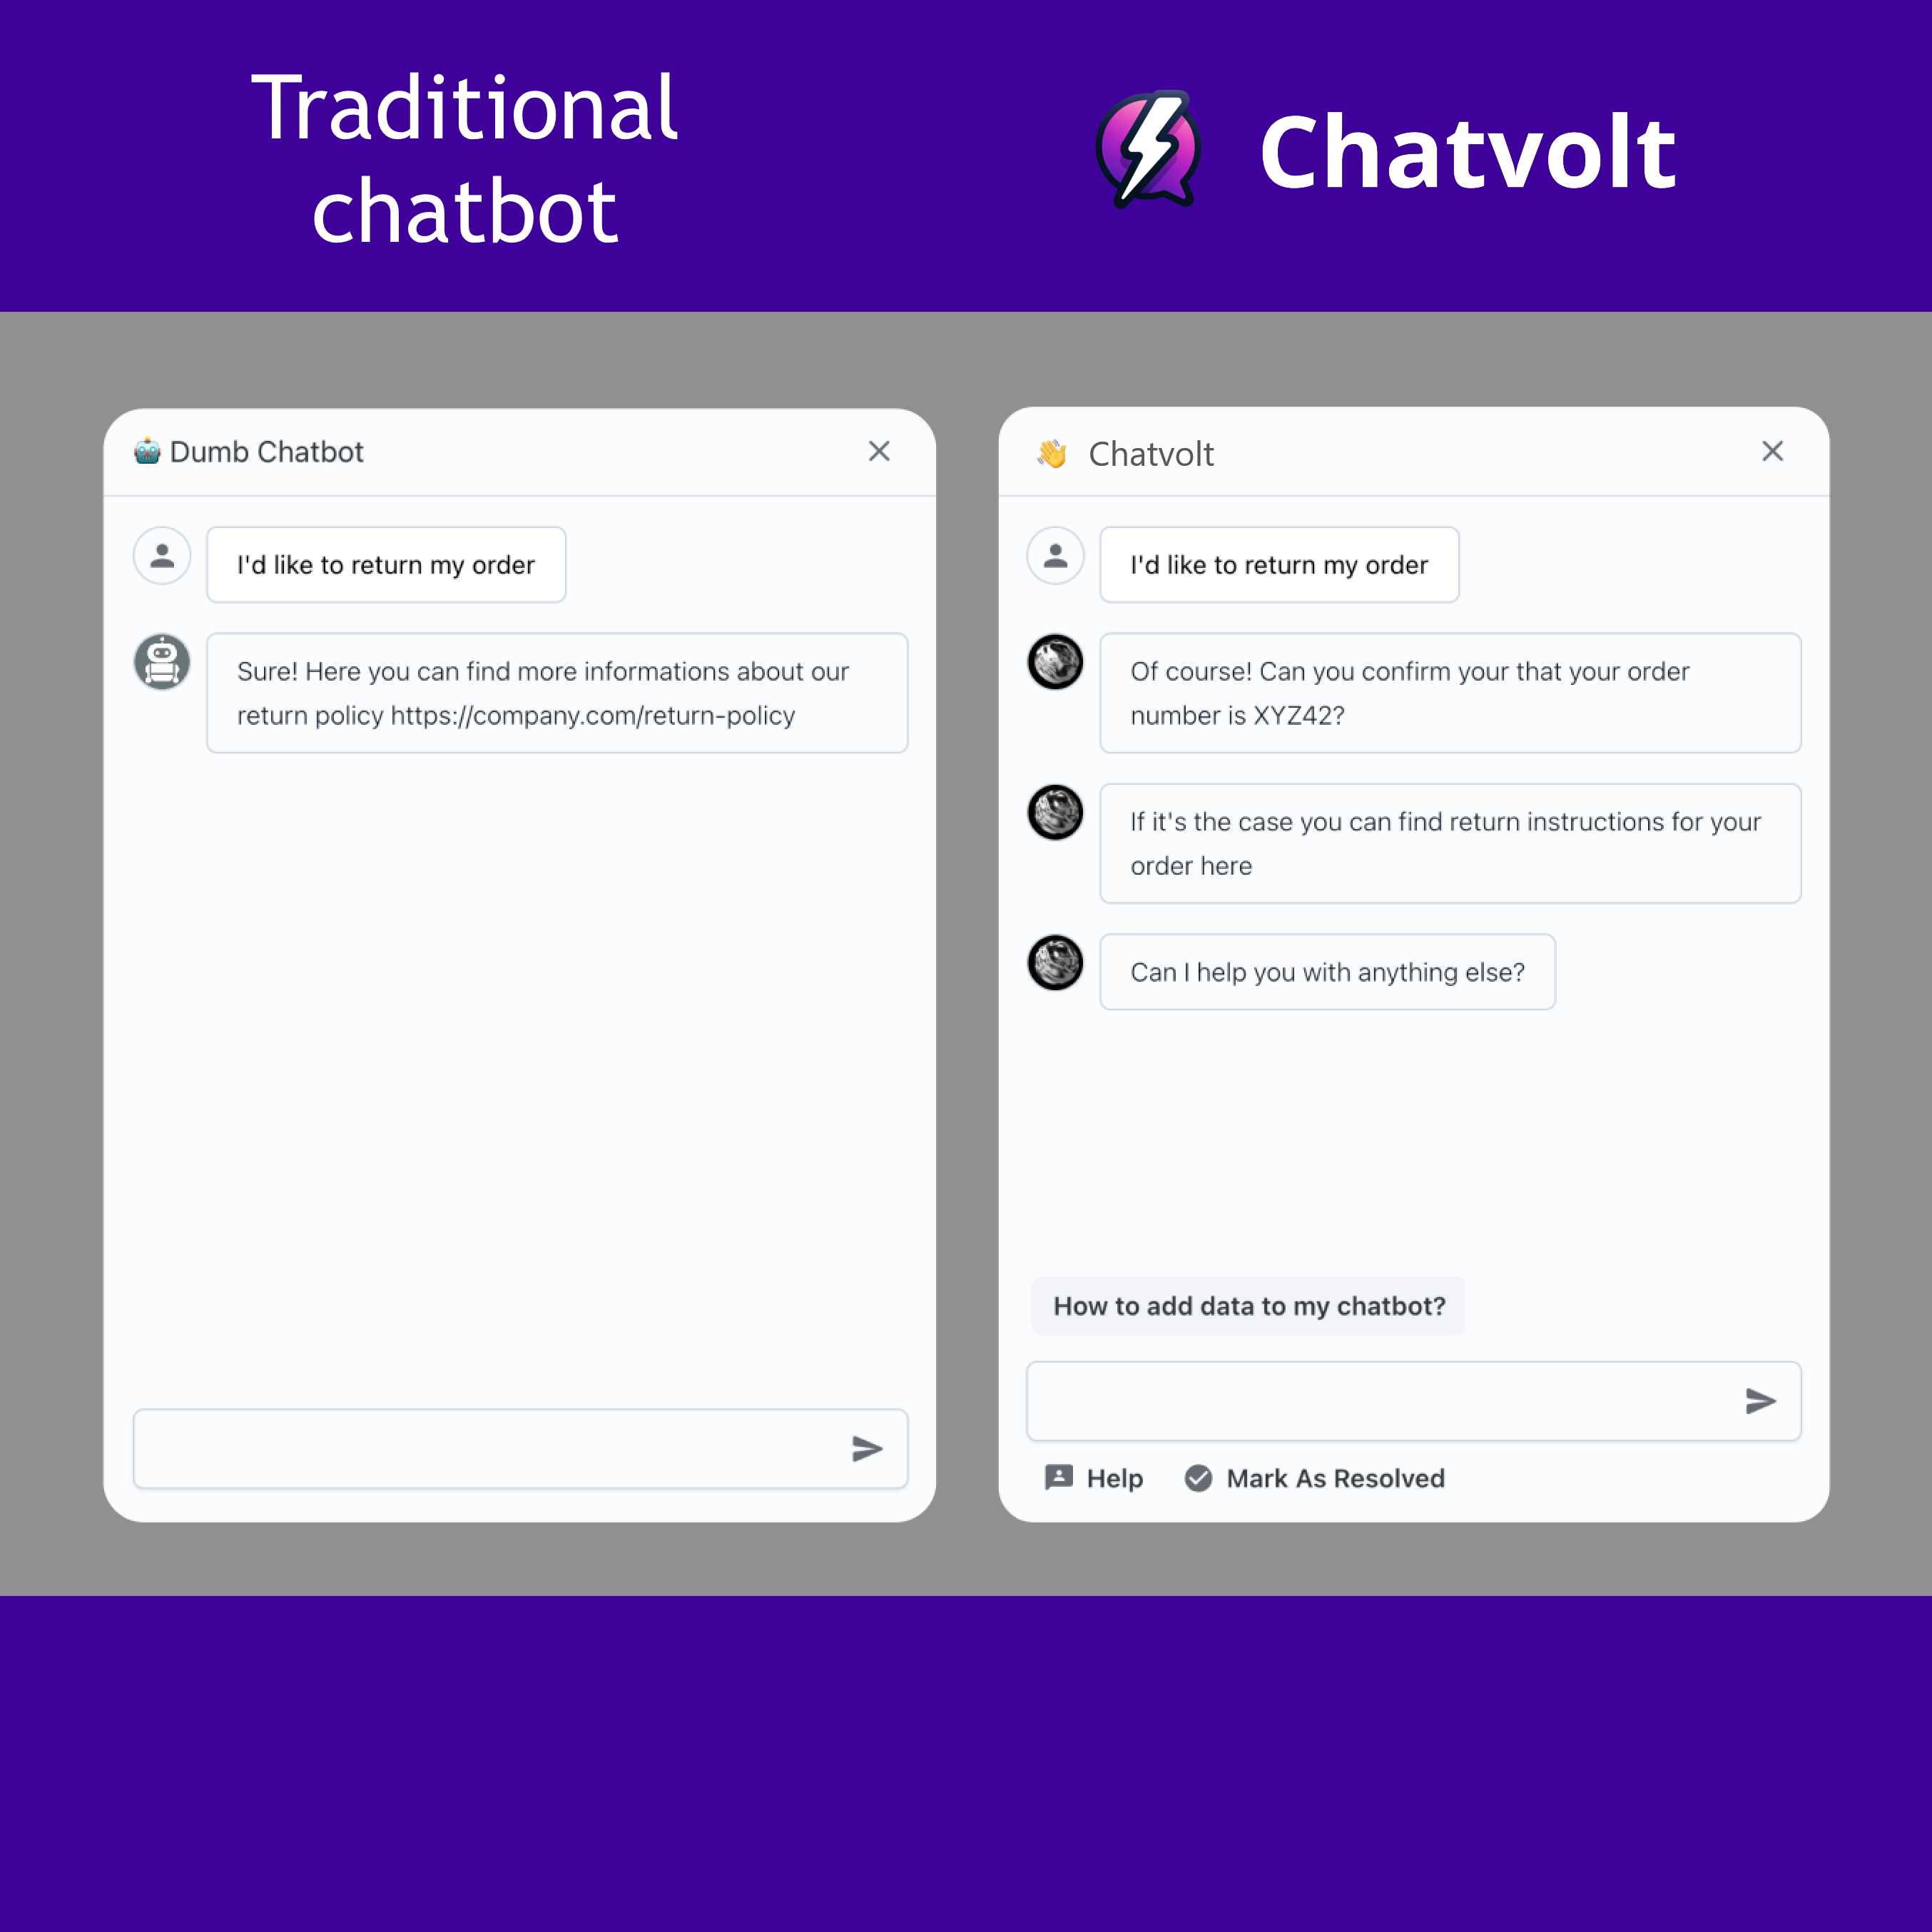 Traditional
chatbot
Chatvolt
Dumb Chatbot
I'd like to return my order
Sure! Here you can find more informations about our
return policy https://company.com/return-policy
Chatvolt
I'd like to return my order
Of course! Can you confirm your that your order
number is XYZ42?
If it's the case you can find return instructions for your
order here
Can I help you with anything else?
How to add data to my chatbot?
Help
Mark As Resolved